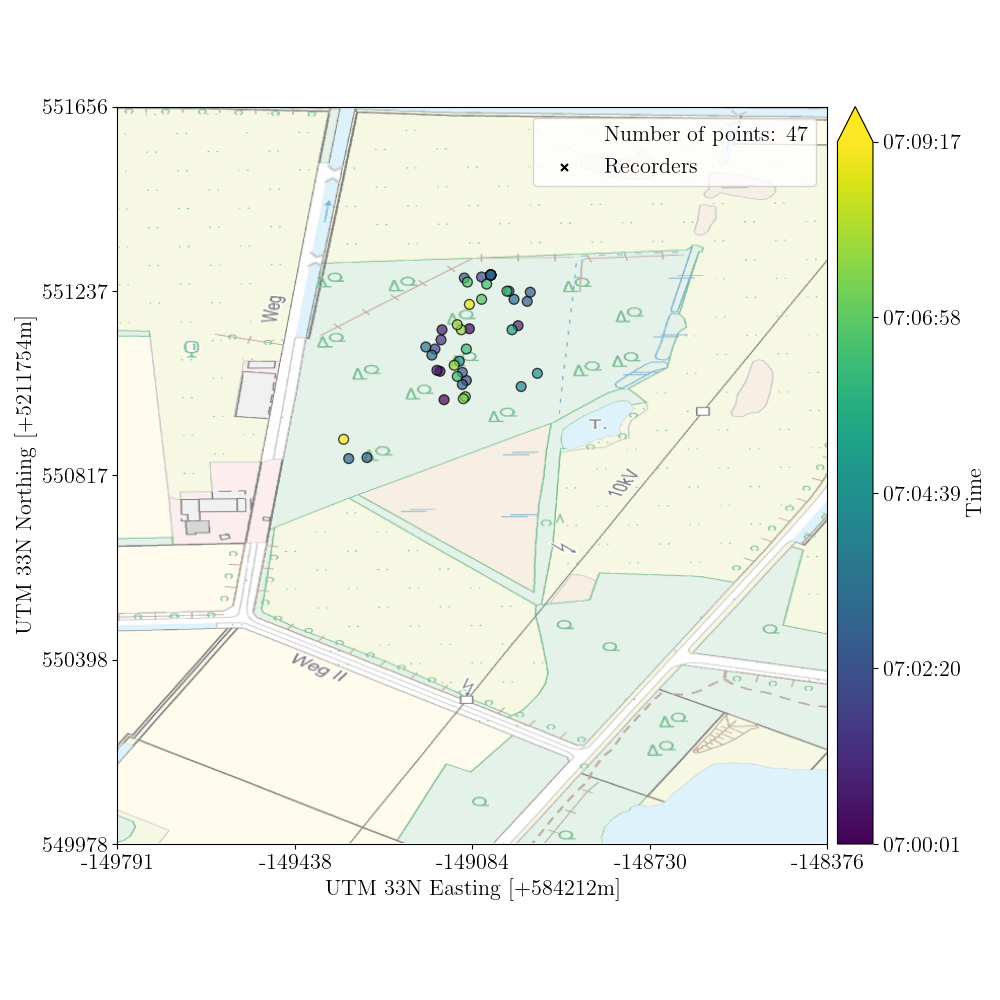 551656
551237
550817
550398
549978
UTM 33N Northing [+5211754m]
-149791
-149438
-149084
-148730
-148376
UTM 33N Easting [+584212m]
Number of points: 47
Recorders
Weg
T.
10kV
Weg II
07:09:17
07:06:58
07:04:39
07:02:20
07:00:01
Time